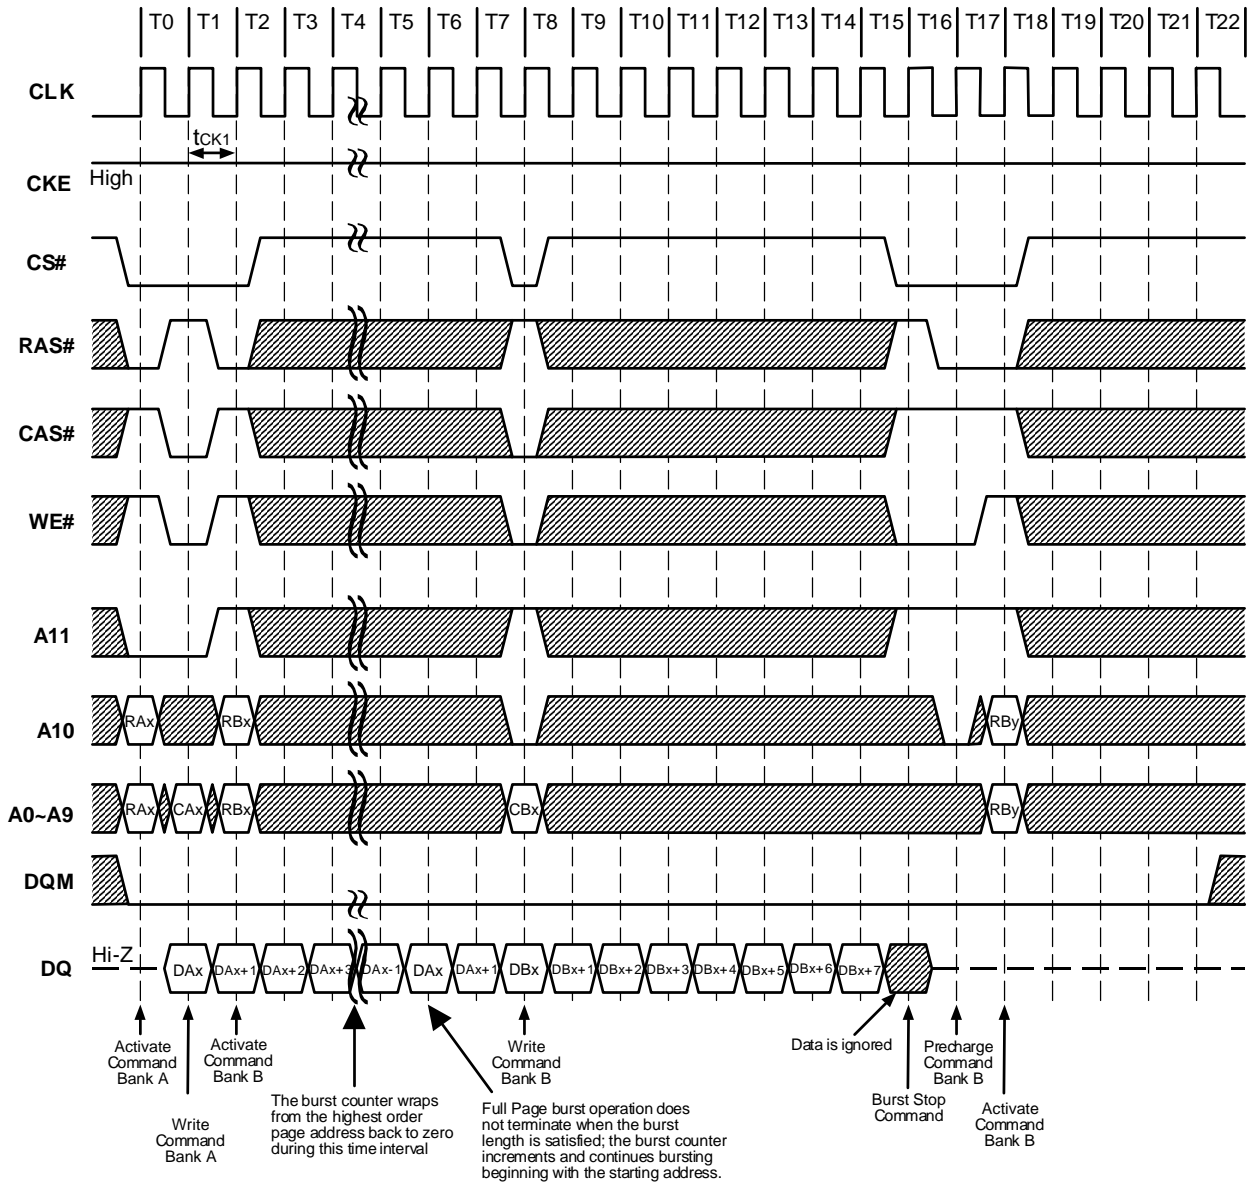 T0 T1 T2 T3 T4 T5 T6 T7 T8 T9 T10 T11 T12 T13 T14 T15 T16 T17 T18 T19 T20 T21 T22
CLK
tCK1
CKE High
CS#
RAS#
CAS#
WE#
A11
A10 RAx RBx RBy
A0~A9 RAx CAx RBx CBx RBy
DQM
DQ Hi-Z DAx DAx+1 DAx+2 DAx+3 DAx-1 DAx DAx+1 DBx DBx+1 DBx+2 DBx+3 DBx+4 DBx+5 DBx+6 DBx+7
Activate
Command
Bank A
Write
Command
Bank A
Activate
Command
Bank B
The burst counter wraps
from the highest order
page address back to zero
during this time interval
Full Page burst operation does
not terminate when the burst
length is satisfied; the burst counter
increments and continues bursting
beginning with the starting address.
Write
Command
Bank B
Data is ignored
Burst Stop
Command
Precharge
Command
Bank B
Activate
Command
Bank B